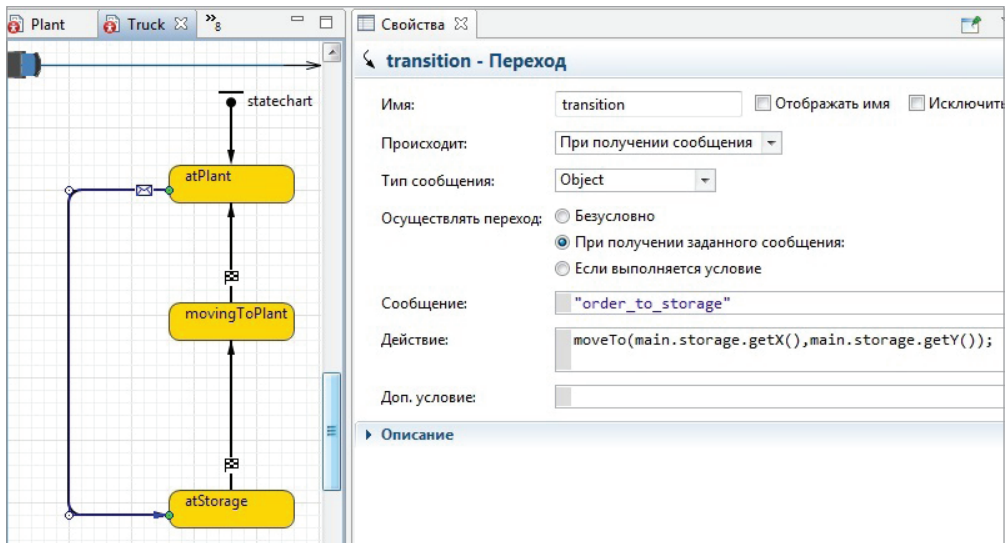 Plant
Truck
»8
statechart
atPlant
movingToPlant
atStorage
Свойства
transition - Переход
Имя:
transition
Отображать имя
Исключить
Происходит:
При получении сообщения
Тип сообщения:
Object
Осуществлять переход:
Безусловно
При получении заданного сообщения:
Если выполняется условие
Сообщение:
"order_to_storage"
Действие:
moveTo(main.storage.getX(),main.storage.getY());
Доп. условие:
Описание